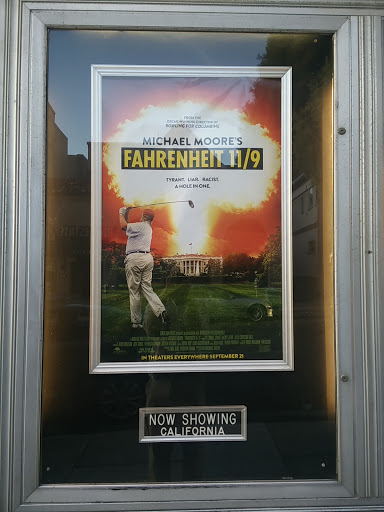 FROM THE
OSCAR-WINNING DIRECTOR OF
BOWLING FOR COLUMBINE
MICHAEL MOORE'S
FAHRENHEIT 11/9
TYRANT. LIAR. RACIST.
A HOLE IN ONE.
IN THEATERS EVERYWHERE SEPTEMBER 21
NOW SHOWING
CALIFORNIA